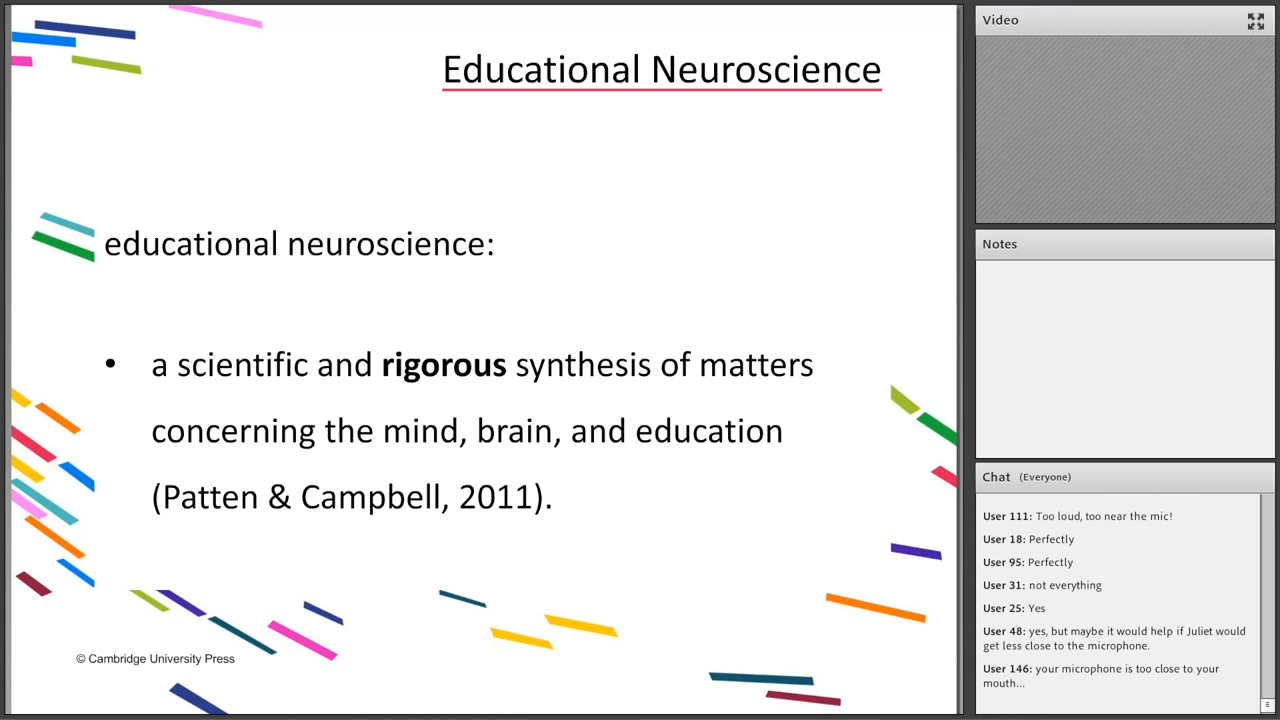 Educational Neuroscience
educational neuroscience:
• a scientific and rigorous synthesis of matters
concerning the mind, brain, and education
(Patten & Campbell, 2011).
© Cambridge University Press
Video
Notes
Chat (Everyone)
User 111: Too loud, too near the mic!
User 18: Perfectly
User 95: Perfectly
User 31: not everything
User 25: Yes
User 48: yes, but maybe it would help if Juliet would
get less close to the microphone.
User 146: your microphone is too close to your
mouth...